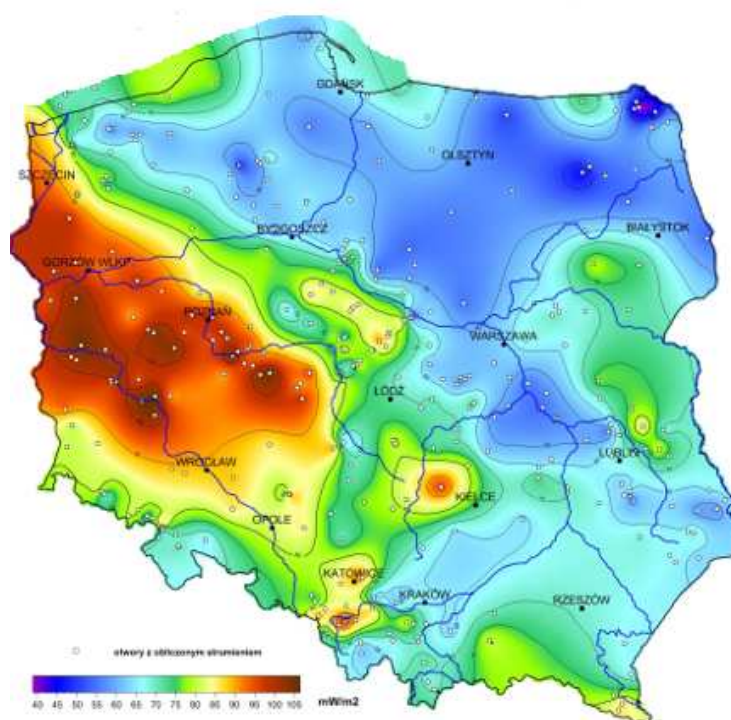 GDAŃSK
OLSZTYN
SZCZECIN
BYDGOSZCZ
BIAŁYSTOK
GORZÓW WLKP
POZNAŃ
WARSZAWA
ŁÓDŹ
LUBLIN
WROCŁAW
KIELCE
OPOLE
KATOWICE
KRAKÓW
RZESZÓW
otwory z obliczonym strumieniem
40 45 50 55 60 65 70 75 80 85 90 95 100 105 mW/m2